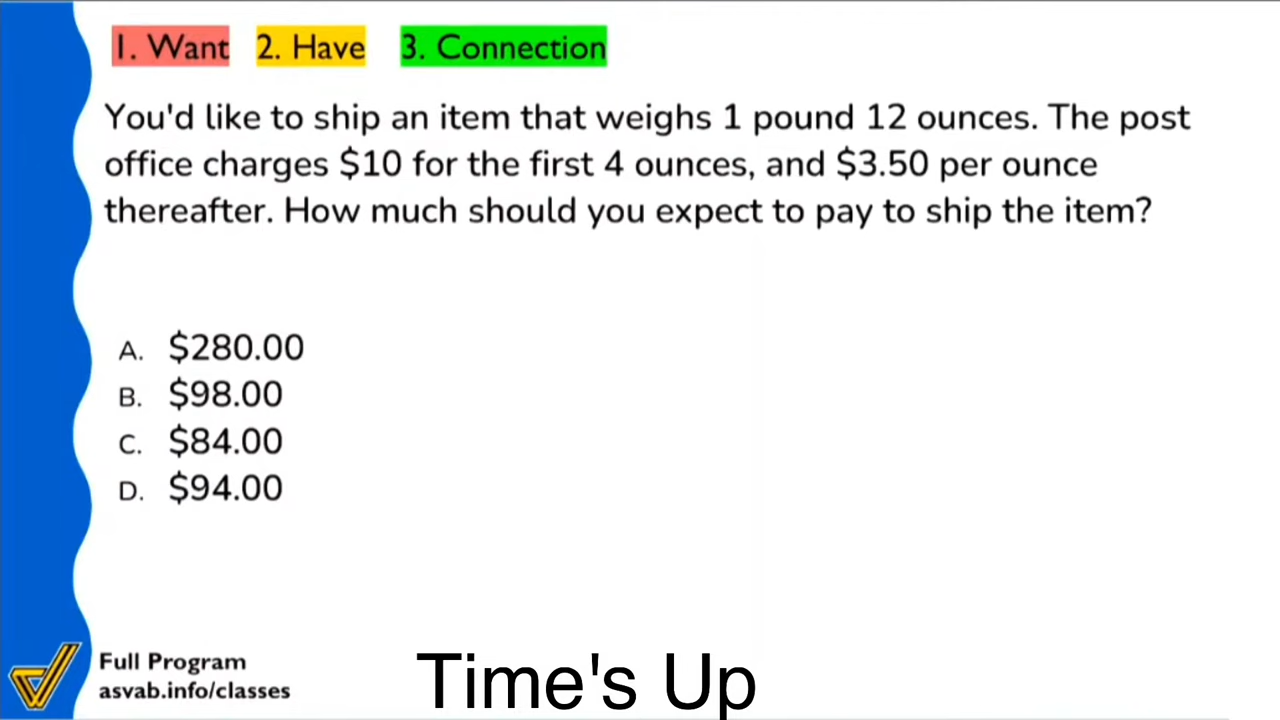 1. Want 2. Have 3. Connection
You'd like to ship an item that weighs 1 pound 12 ounces. The post
office charges $10 for the first 4 ounces, and $3.50 per ounce
thereafter. How much should you expect to pay to ship the item?
A. $280.00
B. $98.00
C. $84.00
D. $94.00
Full Program
asvab.info/classes
Time's Up